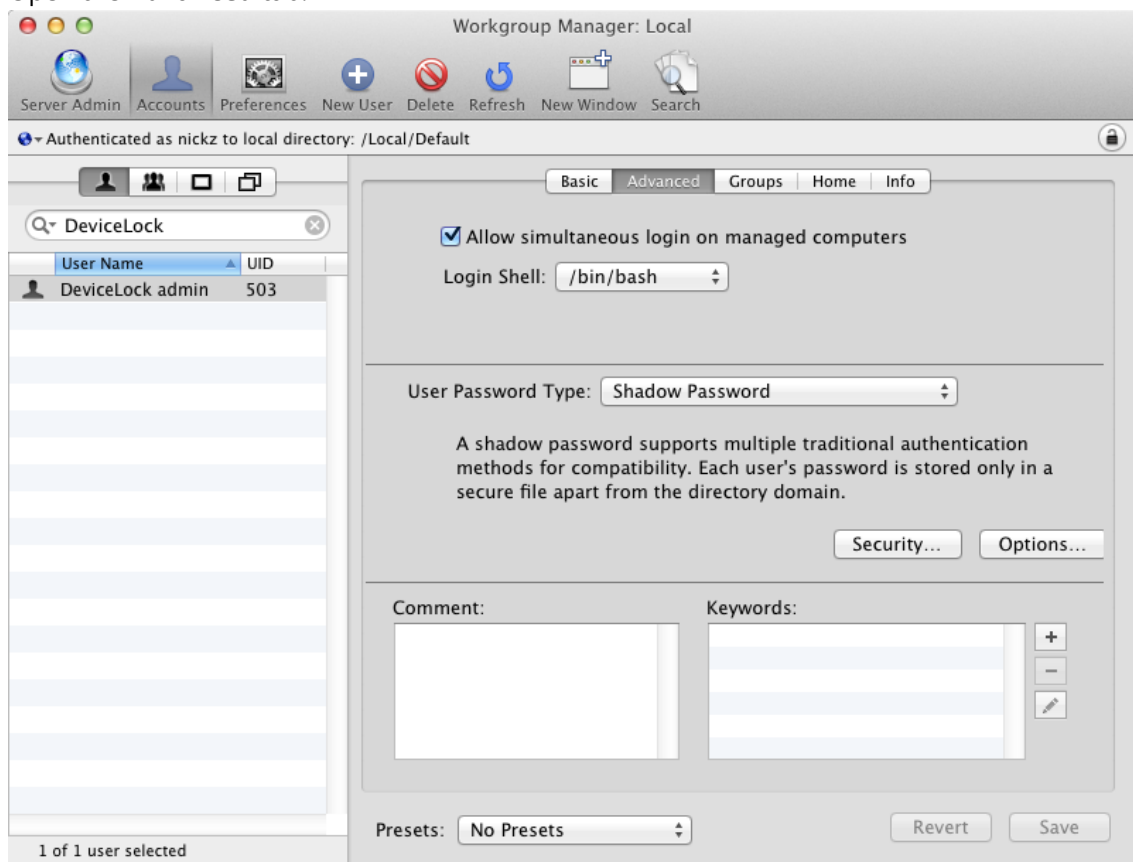 Workgroup Manager: Local
Server Admin Accounts Preferences New User Delete Refresh New Window Search
Authenticated as nickz to local directory: /Local/Default
DeviceLock
User Name UID
DeviceLock admin 503
1 of 1 user selected
Basic Advanced Groups Home Info
Allow simultaneous login on managed computers
Login Shell: /bin/bash
User Password Type: Shadow Password
A shadow password supports multiple traditional authentication
methods for compatibility. Each user's password is stored only in a
secure file apart from the directory domain.
Security... Options...
Comment: Keywords:
Presets: No Presets Revert Save